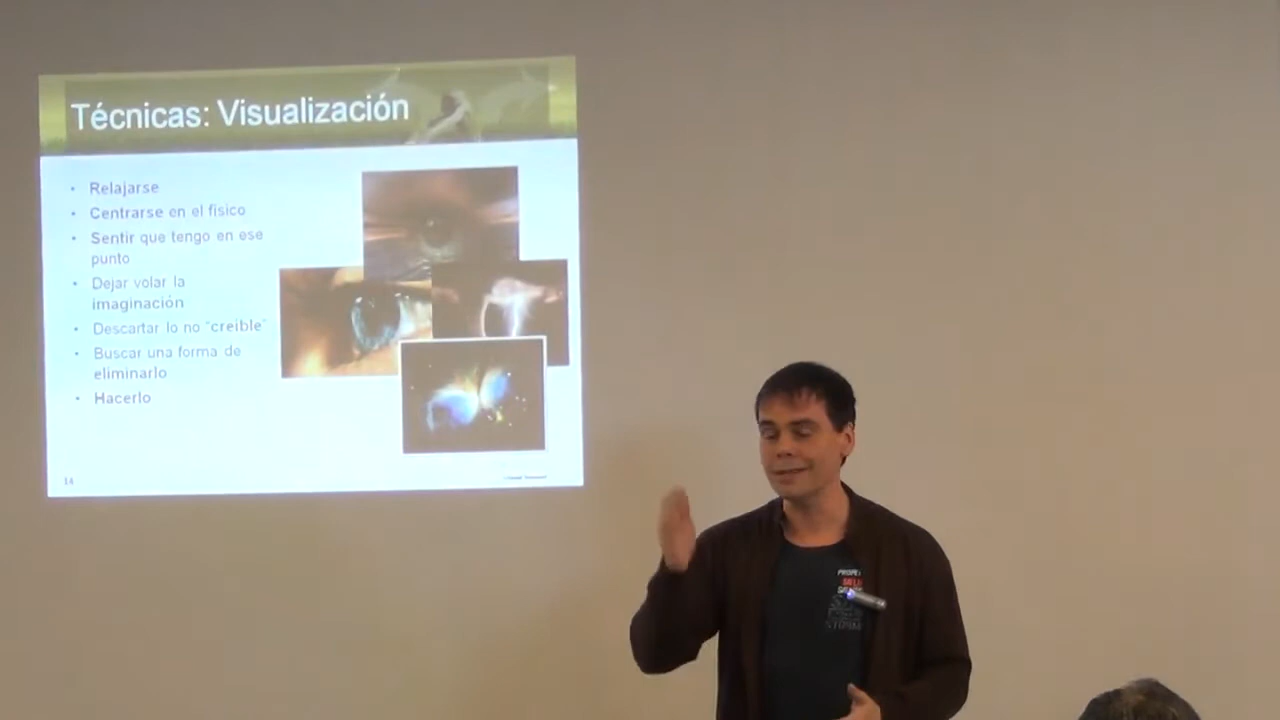 Técnicas: Visualización
• Relajarse
• Centrarse en el físico
• Sentir que tengo en ese
punto
• Dejar volar la
imaginación
• Descartar lo no "creíble"
• Buscar una forma de
eliminarlo
• Hacerlo
14